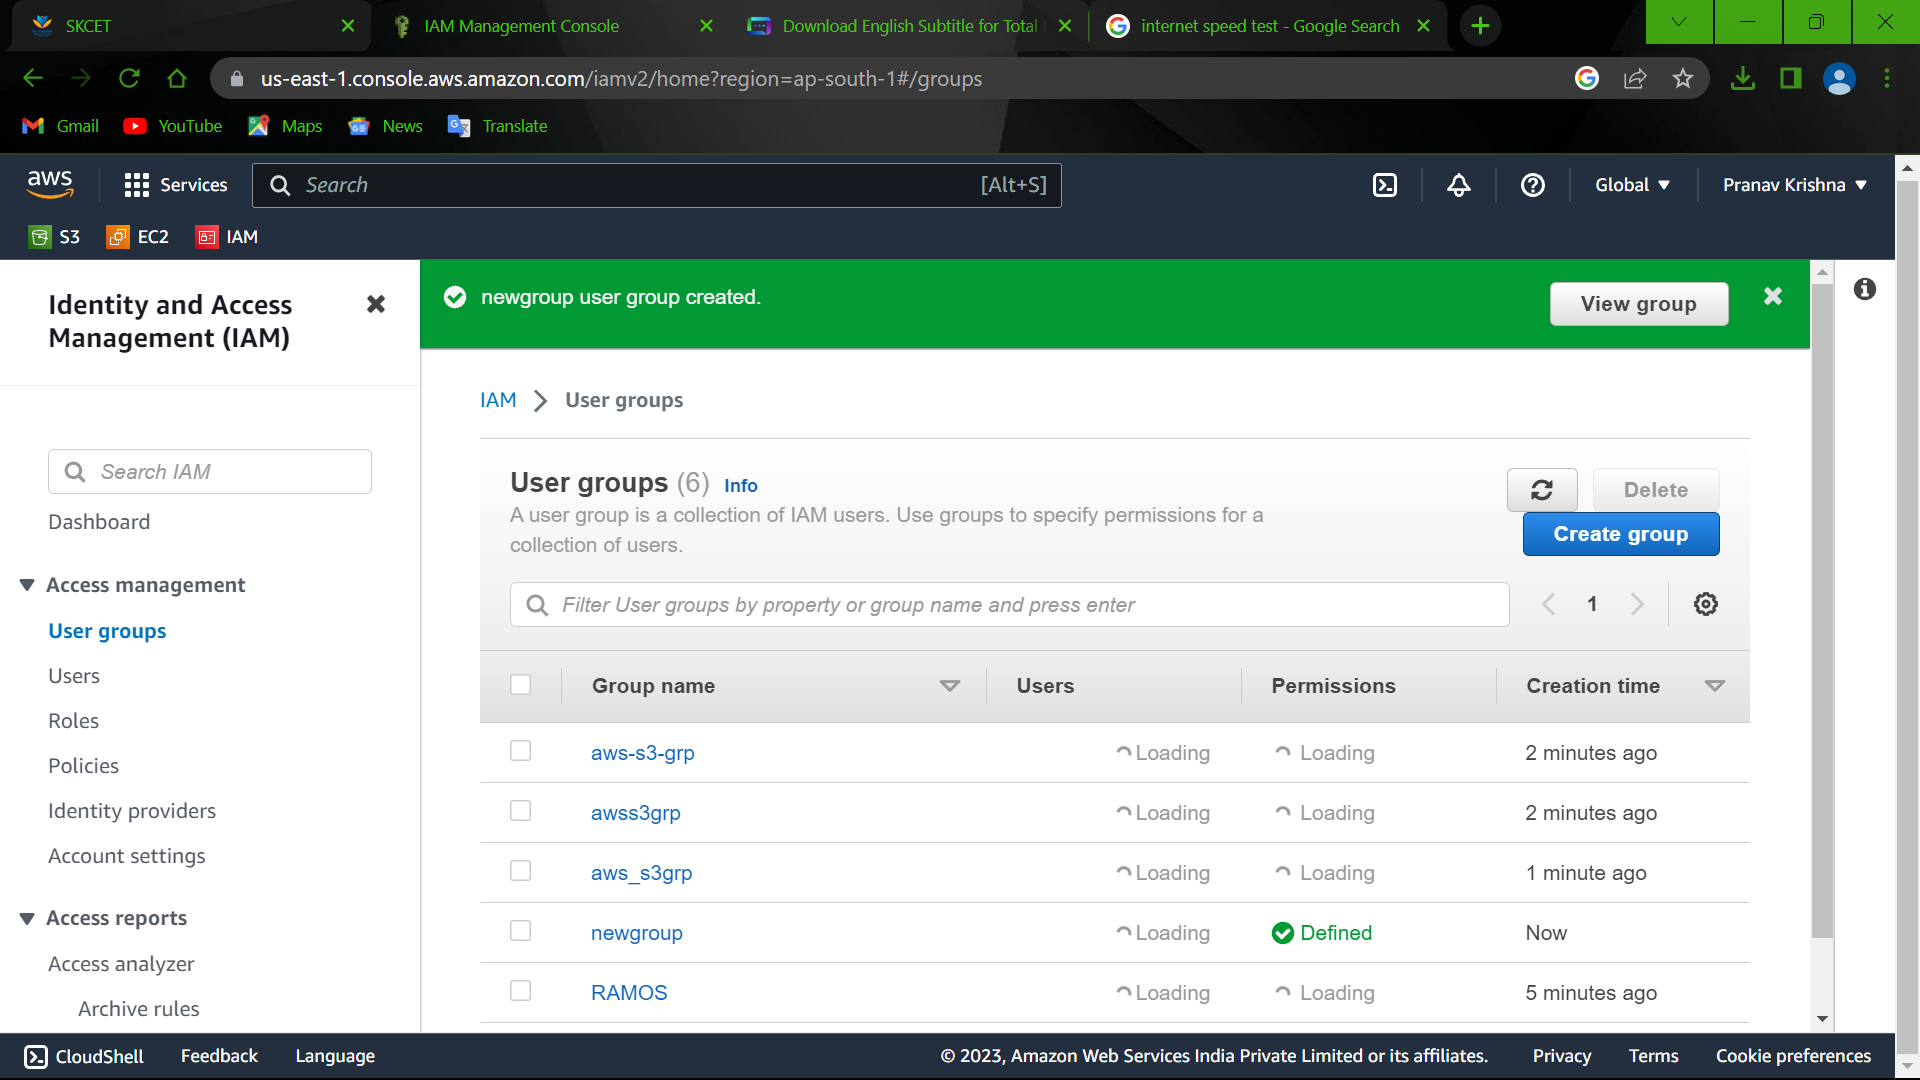 SKCET
IAM Management Console
Download English Subtitle for Total
internet speed test - Google Search
us-east-1.console.aws.amazon.com/iamv2/home?region=ap-south-1#/groups
Gmail
YouTube
Maps
News
Translate
aws
Services
Search
[Alt+S]
Global
Pranav Krishna
S3
EC2
IAM
Identity and Access
Management (IAM)
Search IAM
Dashboard
Access management
User groups
Users
Roles
Policies
Identity providers
Account settings
Access reports
Access analyzer
Archive rules
newgroup user group created.
View group
IAM
User groups
User groups (6) Info
A user group is a collection of IAM users. Use groups to specify permissions for a
collection of users.
Delete
Create group
Filter User groups by property or group name and press enter
1
Group name Users Permissions Creation time
aws-s3-grp Loading Loading 2 minutes ago
awss3grp Loading Loading 2 minutes ago
aws_s3grp Loading Loading 1 minute ago
newgroup Loading Defined Now
RAMOS Loading Loading 5 minutes ago
CloudShell Feedback Language © 2023, Amazon Web Services India Private Limited or its affiliates. Privacy Terms Cookie preferences